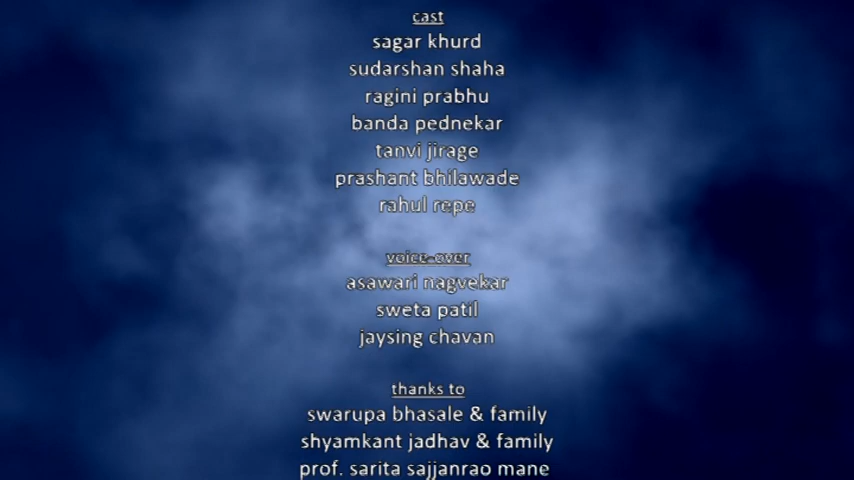 cast
sagar khurd
sudarshan shaha
ragini prabhu
banda pednekar
tanvi jirage
prashant bhilawade
rahul repe
voice-over
asawari nagvekar
sweta patil
jaysing chavan
thanks to
swarupa bhasale & family
shyamkant jadhav & family
prof. sarita sajjanrao mane